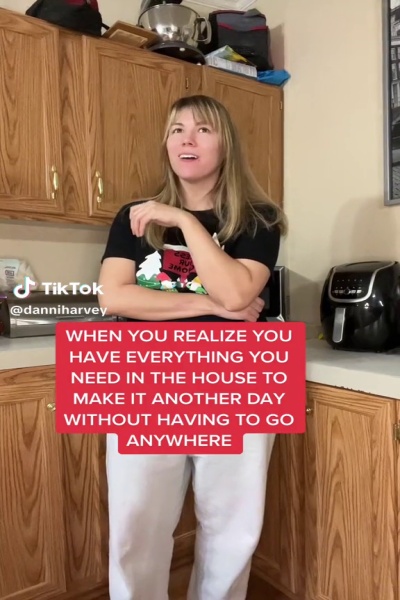 TikTok
@danniharvey
WHEN YOU REALIZE YOU
HAVE EVERYTHING YOU
NEED IN THE HOUSE TO
MAKE IT ANOTHER DAY
WITHOUT HAVING TO GO
ANYWHERE